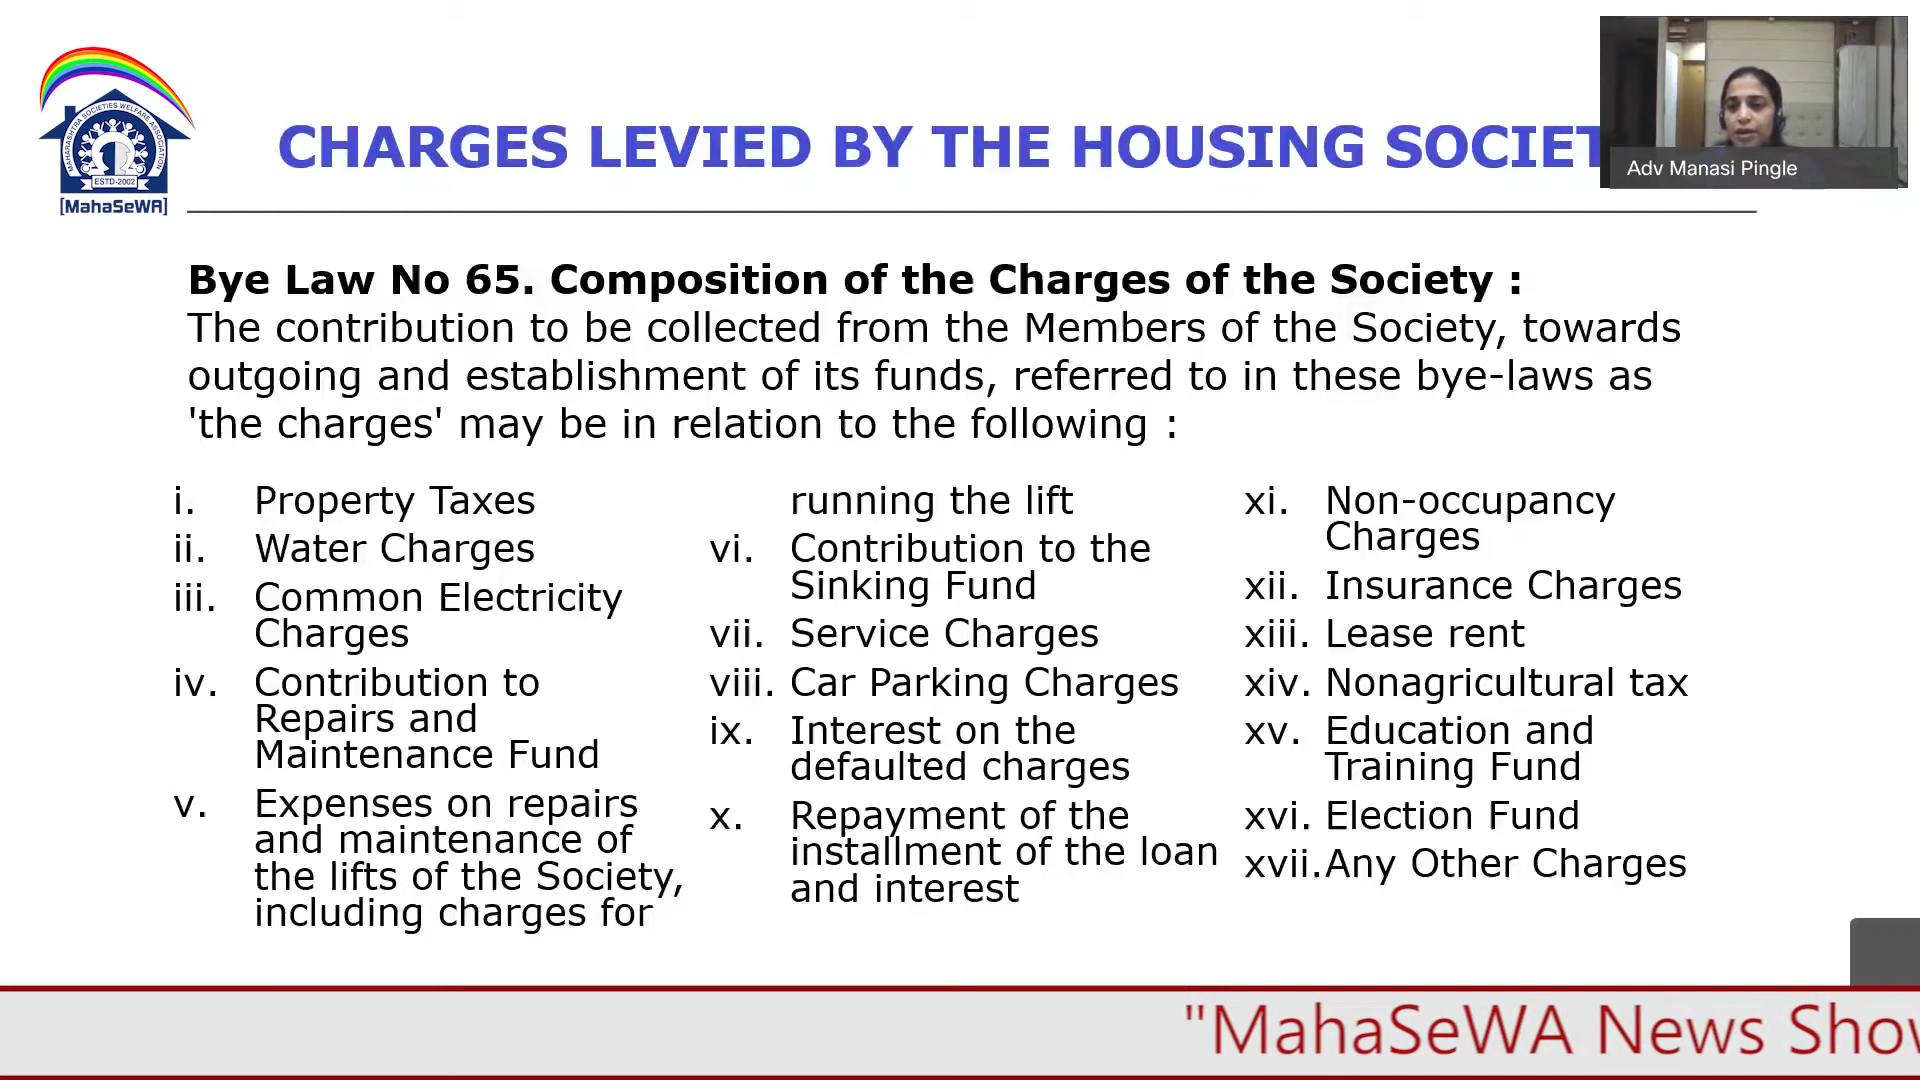 CHARGES LEVIED BY THE HOUSING SOCIET
Adv Manasi Pingle
MAHARASHTRA SOCIETIES WELFARE ASSOCIATION
ESTD-2002
[MahaSeWA]
Bye Law No 65. Composition of the Charges of the Society :
The contribution to be collected from the Members of the Society, towards
outgoing and establishment of its funds, referred to in these bye-laws as
'the charges' may be in relation to the following :
i. Property Taxes
ii. Water Charges
iii. Common Electricity
Charges
iv. Contribution to
Repairs and
Maintenance Fund
v. Expenses on repairs
and maintenance of
the lifts of the Society,
including charges for
running the lift
vi. Contribution to the
Sinking Fund
vii. Service Charges
viii. Car Parking Charges
ix. Interest on the
defaulted charges
x. Repayment of the
installment of the loan
and interest
xi. Non-occupancy
Charges
xii. Insurance Charges
xiii. Lease rent
xiv. Nonagricultural tax
xv. Education and
Training Fund
xvi. Election Fund
xvii. Any Other Charges
"MahaSeWA News Show